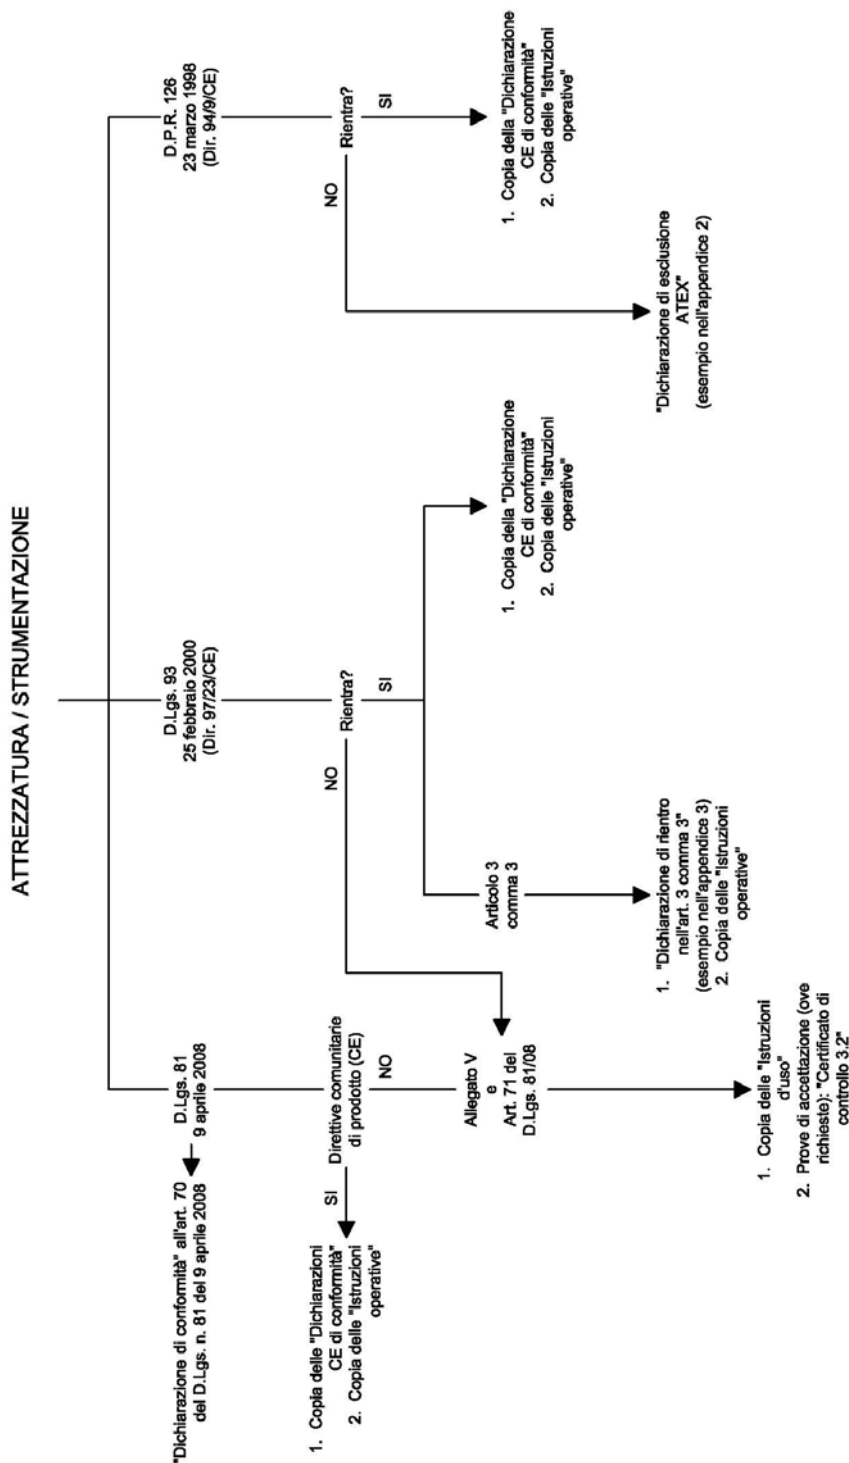 ATTREZZATURA / STRUMENTAZIONE
"Dichiarazione di conformità" all'art. 70
del D.Lgs. n. 81 del 9 aprile 2008
D.Lgs. 81
9 aprile 2008
D.Lgs. 93
25 febbraio 2000
(Dir. 97/23/CE)
D.P.R. 126
23 marzo 1998
(Dir. 94/9/CE)
SI
Direttive comunitarie
di prodotto (CE)
NO
NO
Rientra?
SI
NO
Rientra?
SI
1. Copia delle "Dichiarazioni
CE di conformità"
2. Copia delle "Istruzioni
operative"
Allegato V
e
Art. 71 del
D.Lgs. 81/08
Articolo 3
comma 3
1. Copia della "Dichiarazione
CE di conformità"
2. Copia delle "Istruzioni
operative"
1. Copia della "Dichiarazione
CE di conformità"
2. Copia delle "Istruzioni
operative"
1. "Dichiarazione di rientro
nell'art. 3 comma 3"
(esempio nell'appendice 3)
2. Copia delle "Istruzioni
operative"
"Dichiarazione di esclusione
ATEX"
(esempio nell'appendice 2)
1. Copia delle "Istruzioni
d'uso"
2. Prove di accettazione (ove
richieste): "Certificato di
controllo 3.2"